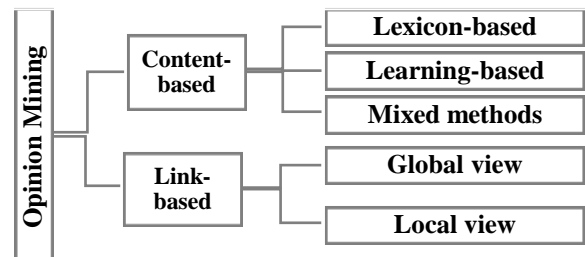 Opinion Mining
Content-
based
Lexicon-based
Learning-based
Mixed methods
Link-
based
Global view
Local view